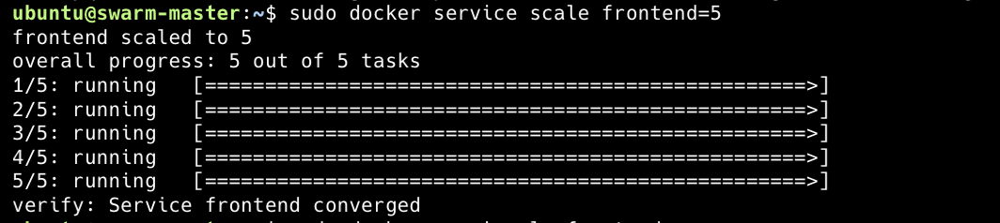 ubuntu@swarm-master:~$ sudo docker service scale frontend=5
frontend scaled to 5
overall progress: 5 out of 5 tasks
1/5: running   [==================================================>]
2/5: running   [==================================================>]
3/5: running   [==================================================>]
4/5: running   [==================================================>]
5/5: running   [==================================================>]
verify: Service frontend converged